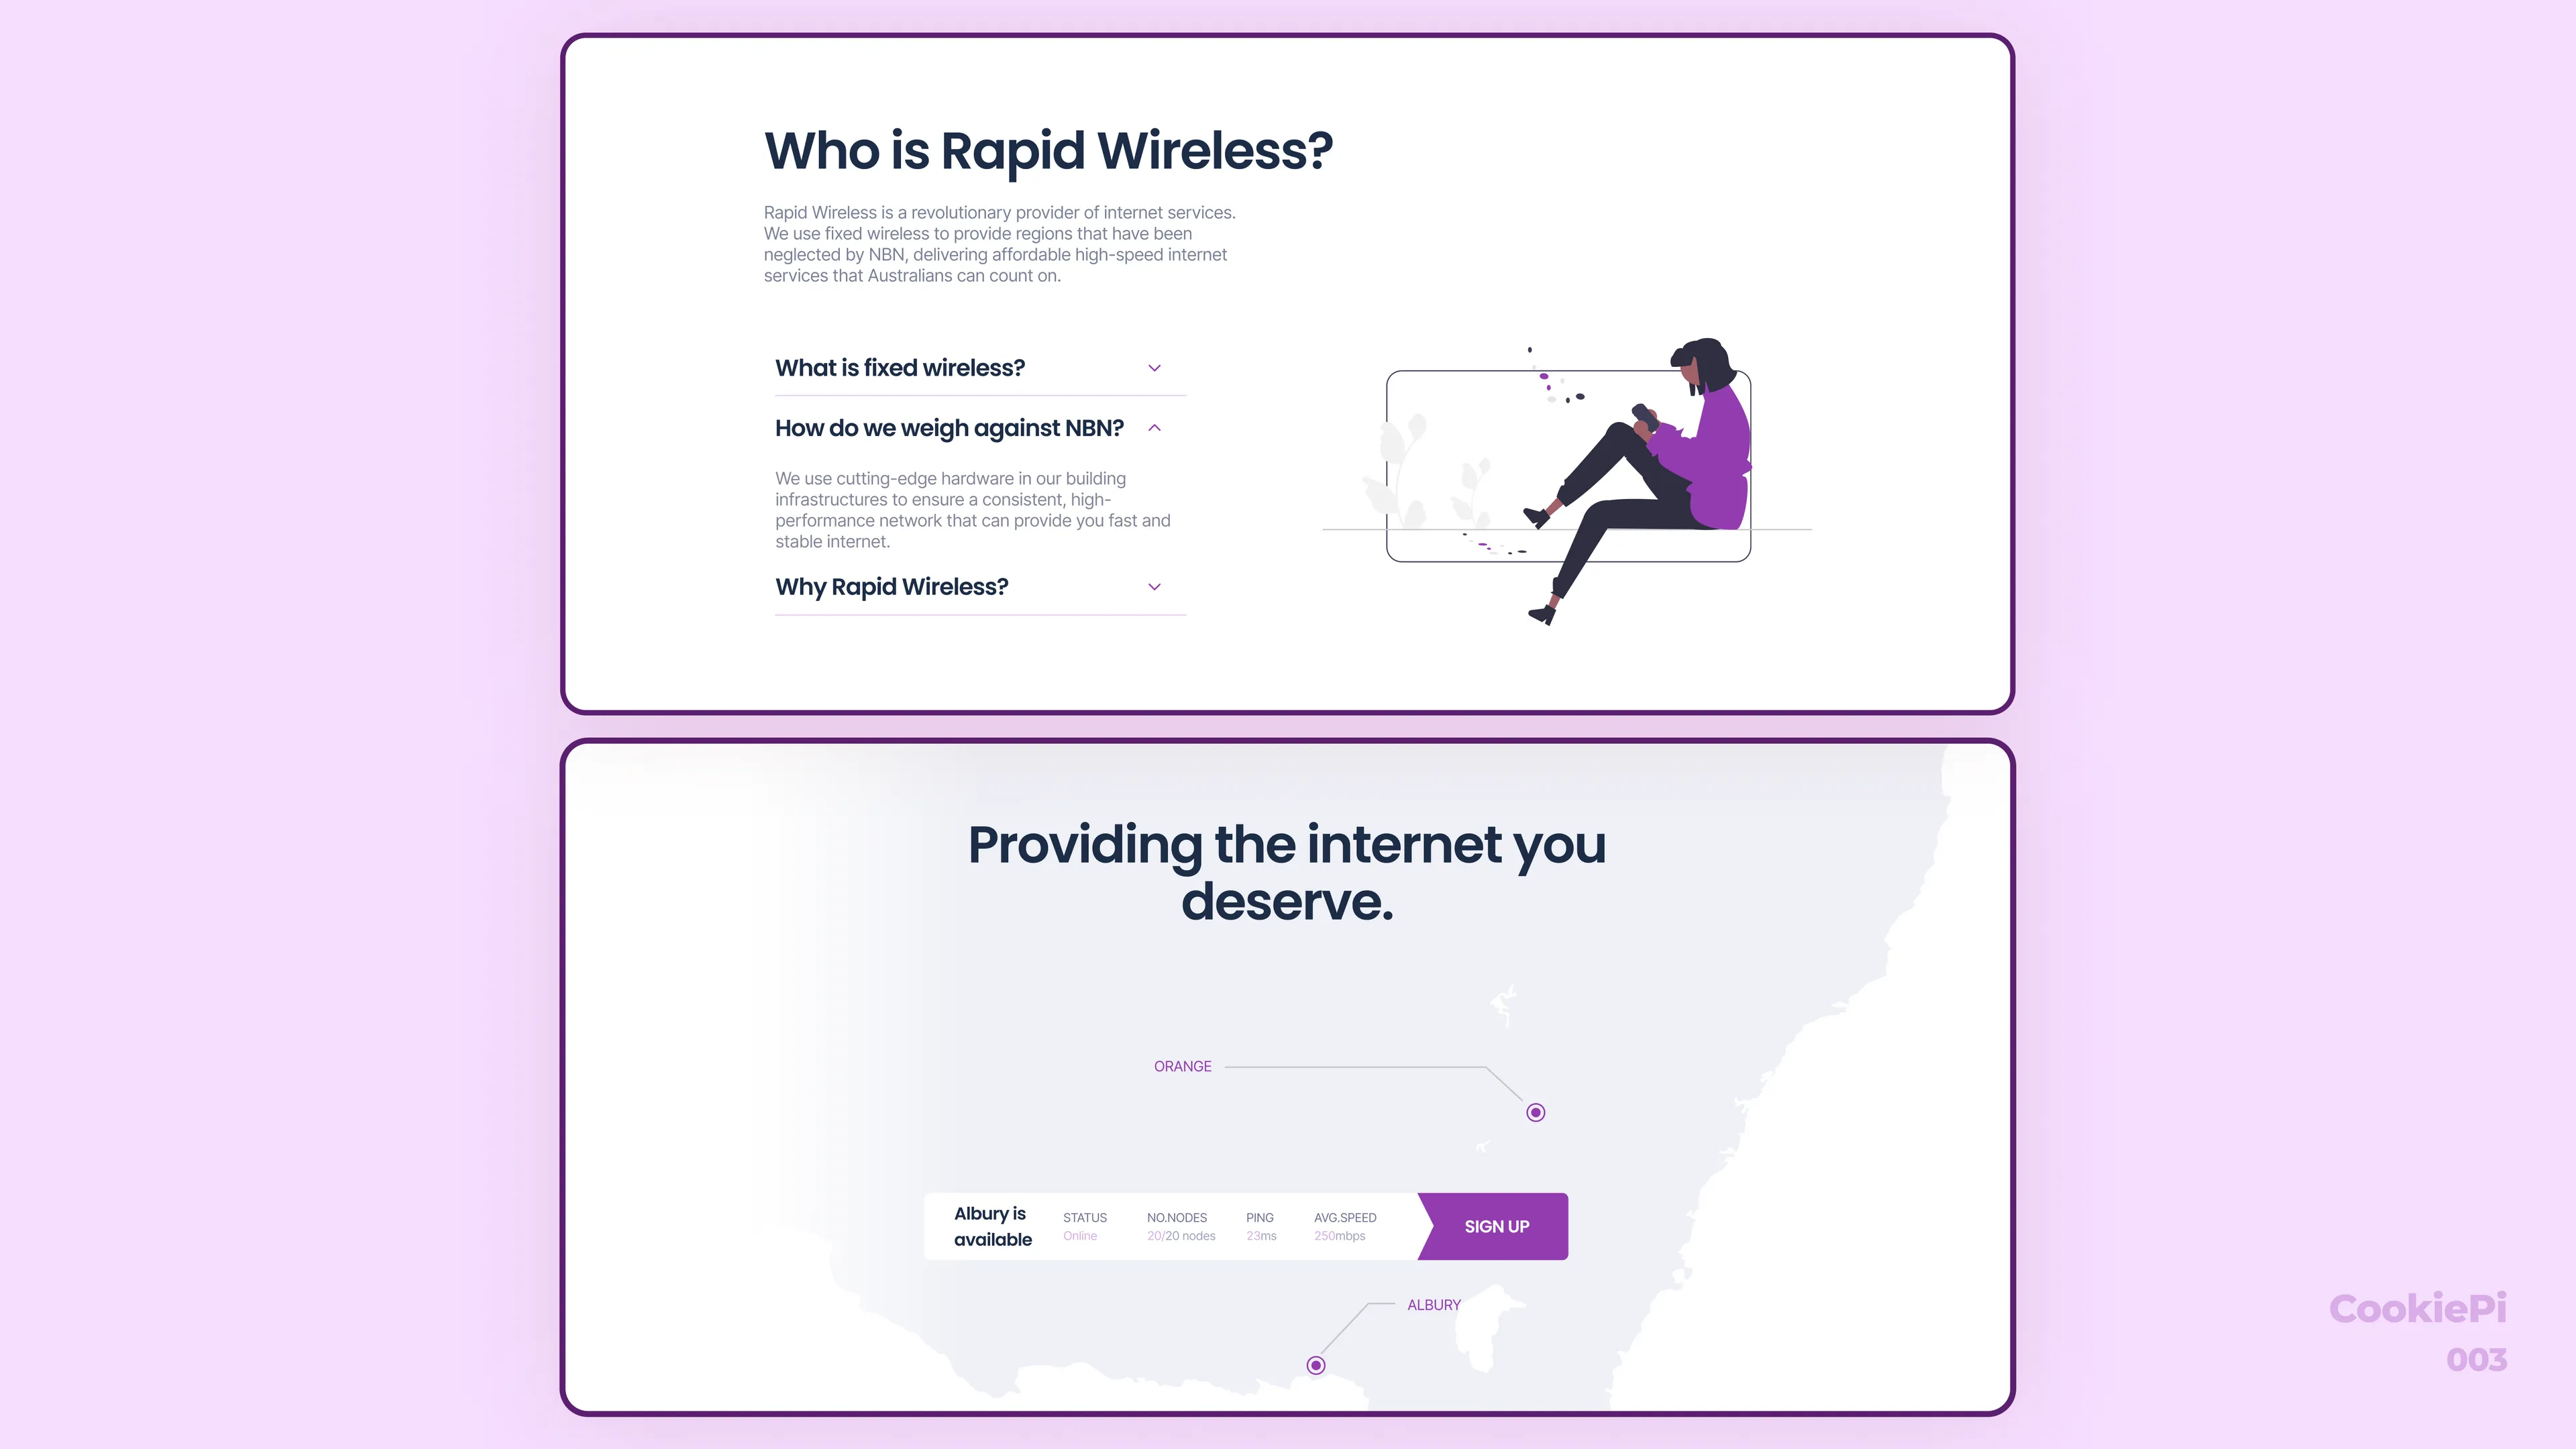 Who is Rapid Wireless?
Rapid Wireless is a revolutionary provider of internet services.
We use fixed wireless to provide regions that have been
neglected by NBN, delivering affordable high-speed internet
services that Australians can count on.
What is fixed wireless?
How do we weigh against NBN?
We use cutting-edge hardware in our building
infrastructures to ensure a consistent, high-
performance network that can provide you fast and
stable internet.
Why Rapid Wireless?
Providing the internet you
deserve.
ORANGE
Albury is
available
STATUS
Online
NO.NODES
20/20 nodes
PING
23ms
AVG.SPEED
250mbps
SIGN UP
ALBURY
CookiePi
003